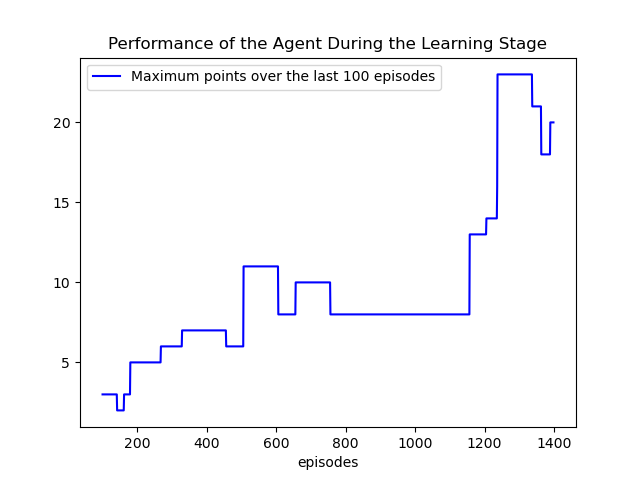 Performance of the Agent During the Learning Stage
Maximum points over the last 100 episodes
20
15
10
5
200 400 600 800 1000 1200 1400
episodes